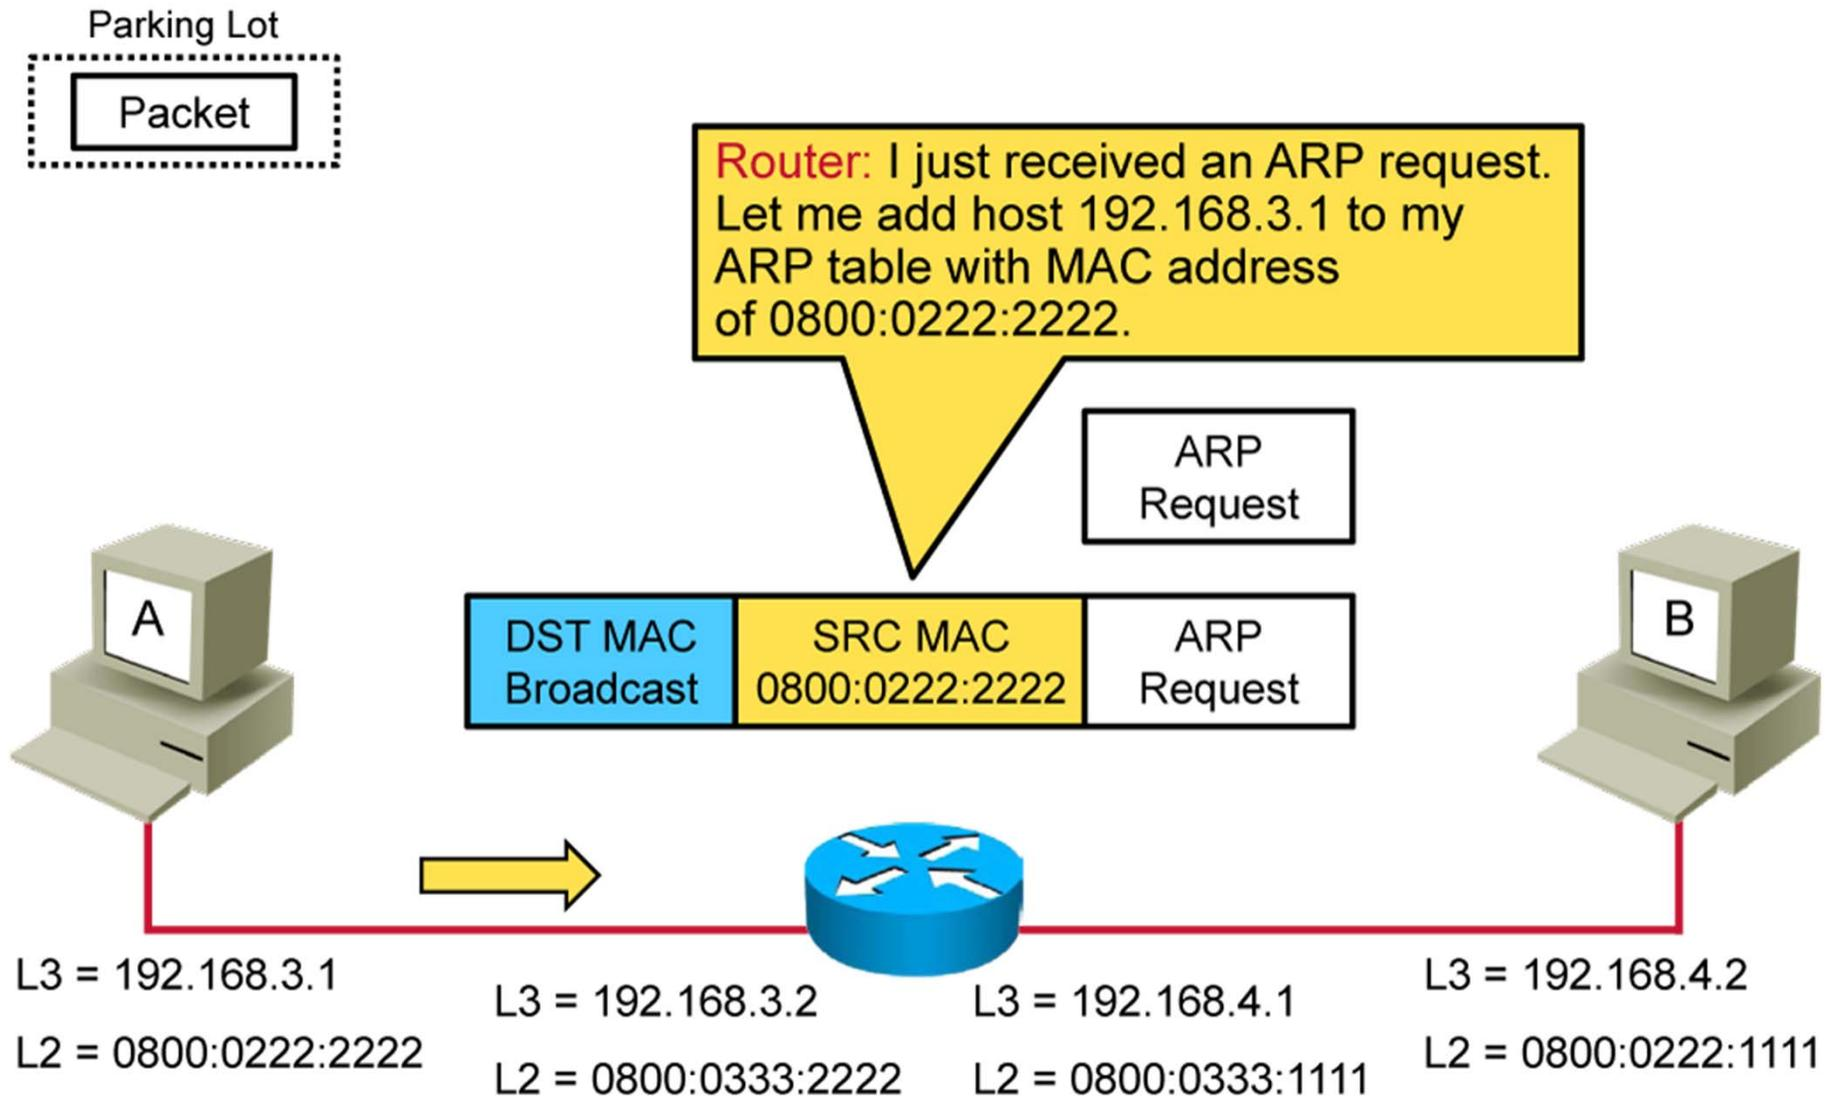 Parking Lot
Packet
Router: I just received an ARP request.
Let me add host 192.168.3.1 to my
ARP table with MAC address
of 0800:0222:2222.
ARP
Request
DST MAC
Broadcast
SRC MAC
0800:0222:2222
ARP
Request
A
B
L3 = 192.168.3.1
L2 = 0800:0222:2222
L3 = 192.168.3.2
L2 = 0800:0333:2222
L3 = 192.168.4.1
L2 = 0800:0333:1111
L3 = 192.168.4.2
L2 = 0800:0222:1111